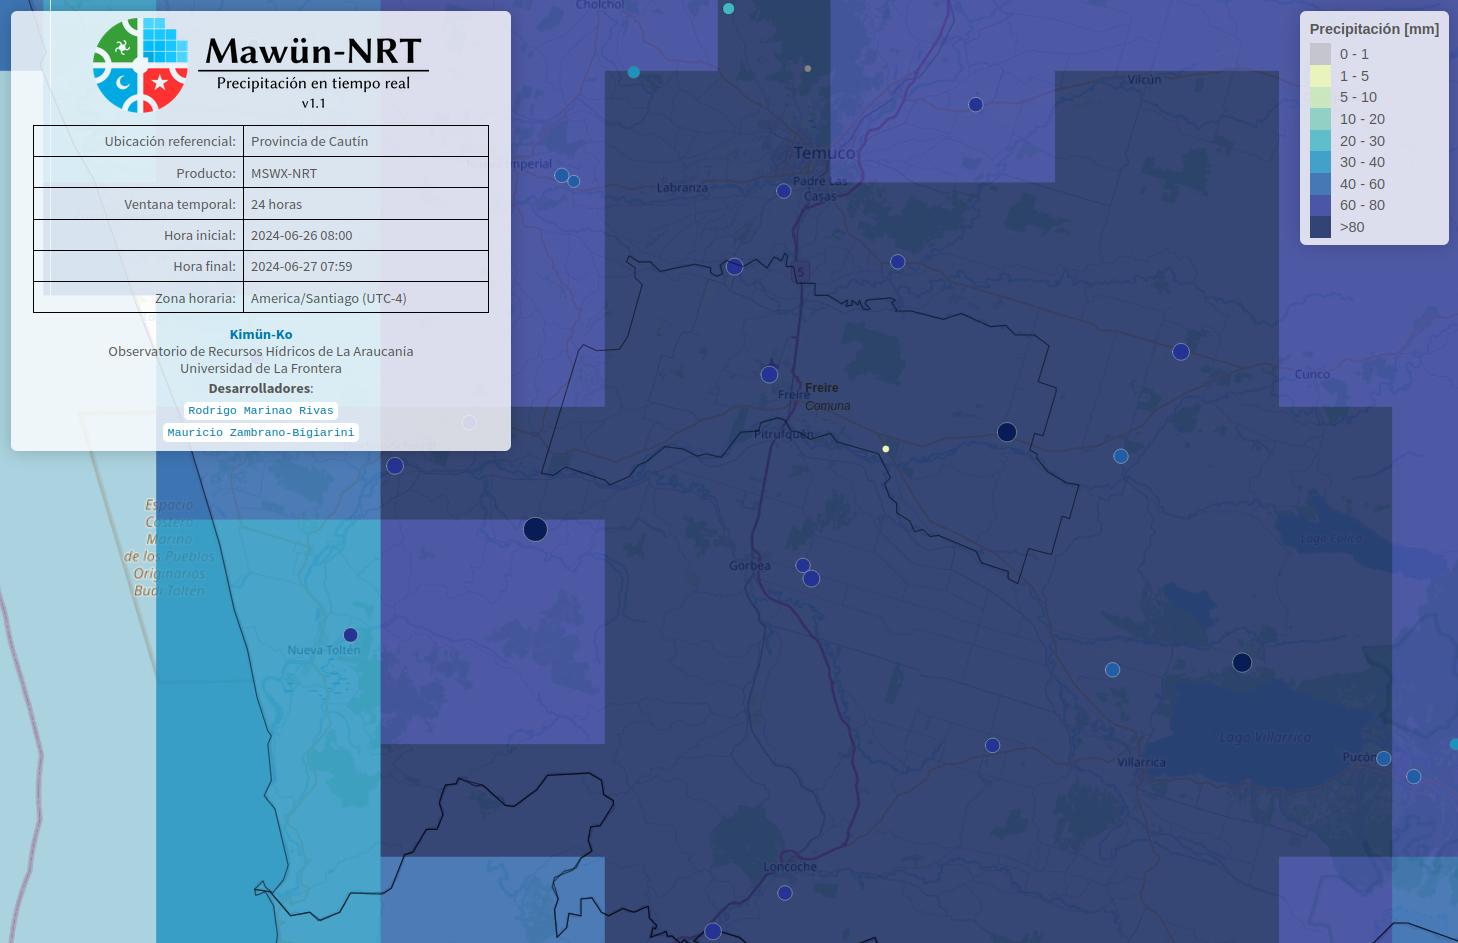 Mawün-NRT
Precipitación en tiempo real
v1.1
Ubicación referencial: Provincia de Cautín
Producto: MSWX-NRT
Ventana temporal: 24 horas
Hora inicial: 2024-06-26 08:00
Hora final: 2024-06-27 07:59
Zona horaria: America/Santiago (UTC-4)
Kimün-Ko
Observatorio de Recursos Hídricos de La Araucanía
Universidad de La Frontera
Desarrolladores:
Rodrigo Marinao Rivas
Mauricio Zambrano-Bigiarini
Precipitación [mm]
0 - 1
1 - 5
5 - 10
10 - 20
20 - 30
30 - 40
40 - 60
60 - 80
>80
Cholchol
Vilcún
Temuco
Imperial
Labranza
Padre Las
Casas
5
Cunco
Freire
Freire
Comuna
Pitrufquén
Espacio
Costero
Marino
de los Pueblos
Originarios
Budi Toltén
Lago Colico
Gorbea
Nueva Toltén
Lago Villarrica
Villarrica
Pucón
Loncoche